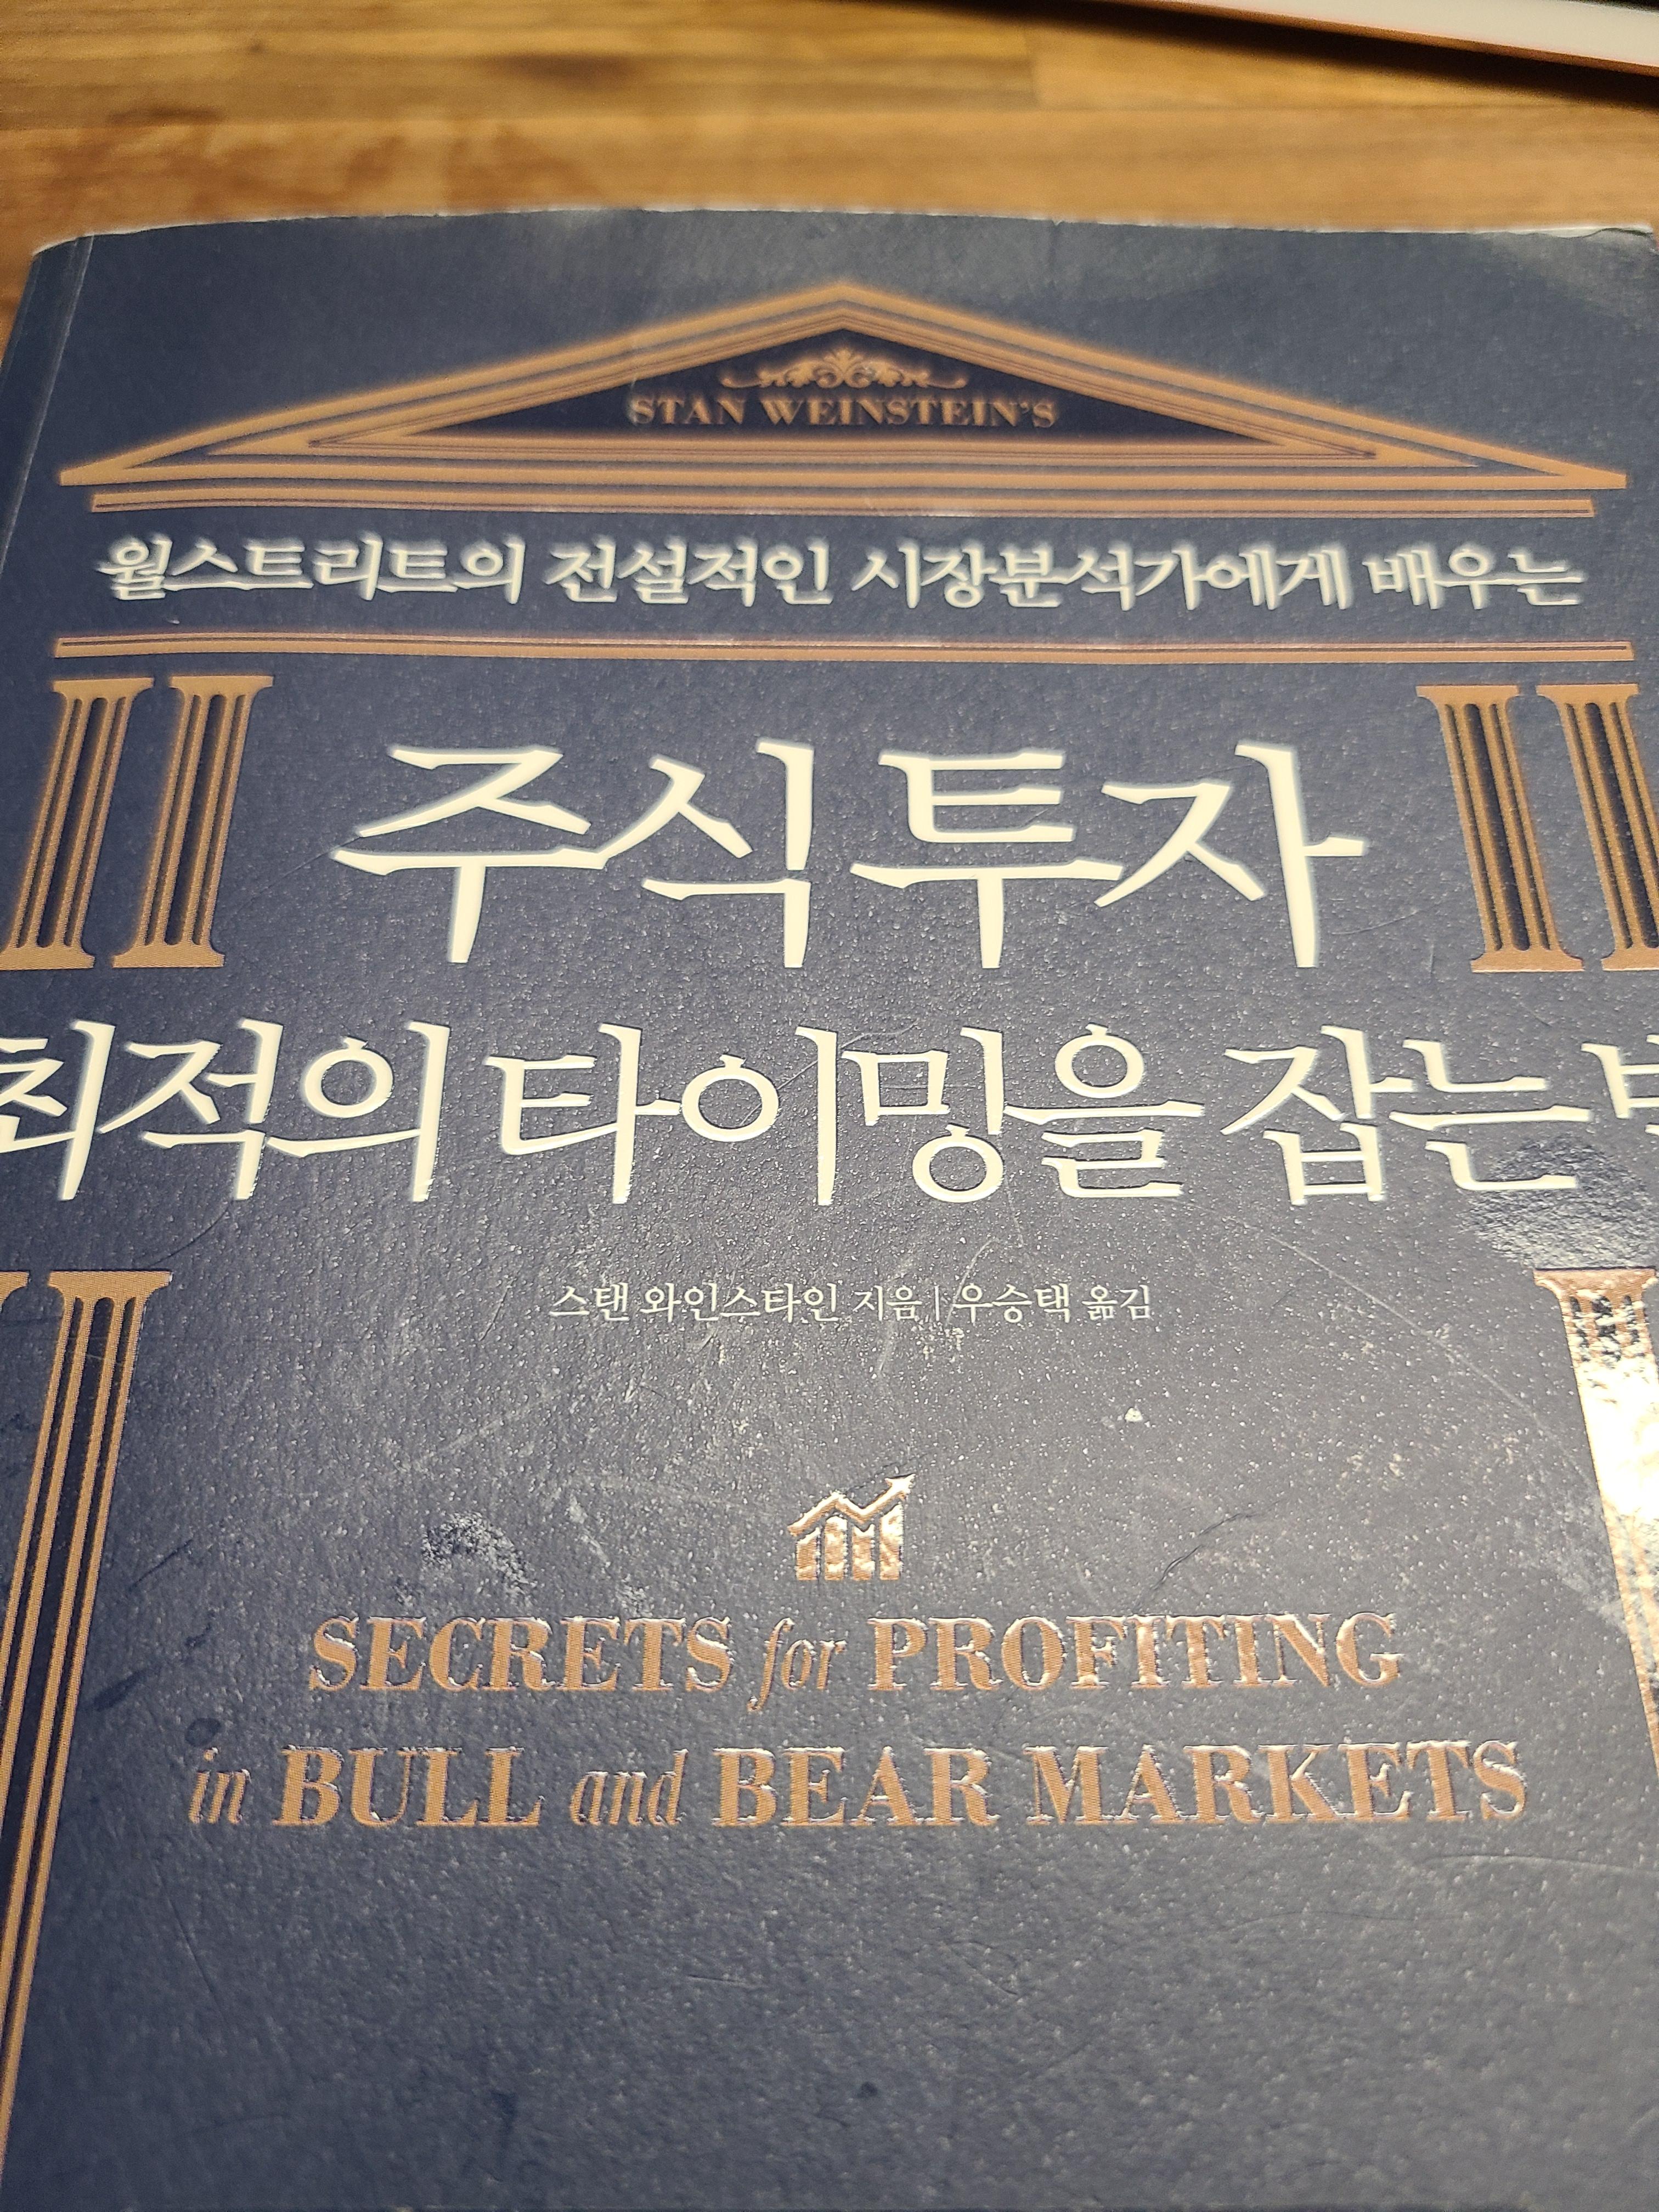 STAN WEINSTEIN'S
월스트리트의 전설적인 시장분석가에게 배우는
주식투자
최적의 타이밍을 잡는
스탠 와인스타인 지음 | 우승택 옮김
SECRETS for PROFITING
in BULL and BEAR MARKETS